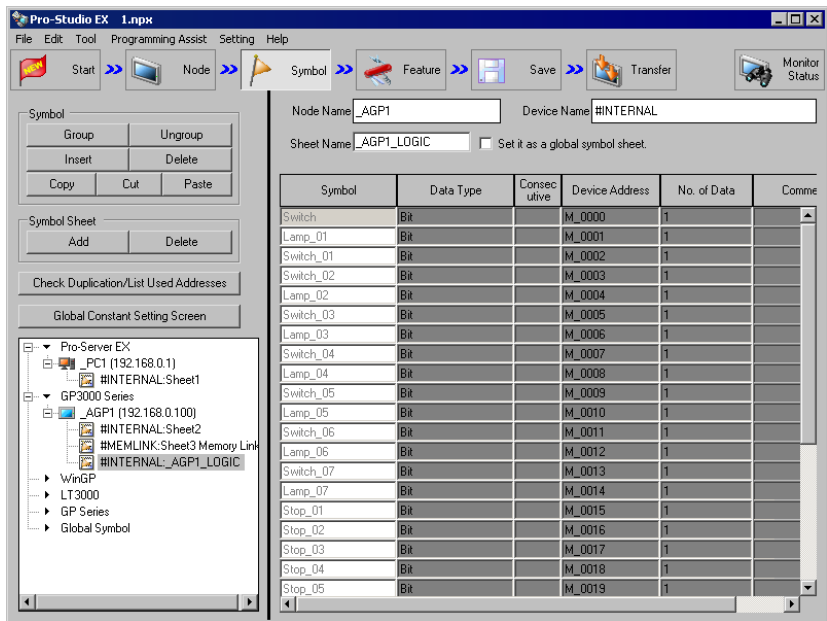 Pro-Studio EX 1.npx
File Edit Tool Programming Assist Setting Help
NEW Start Node Symbol Feature Save Transfer Monitor Status
Symbol
Group Ungroup
Insert Delete
Copy Cut Paste
Symbol Sheet
Add Delete
Check Duplication/List Used Addresses
Global Constant Setting Screen
Pro-Server EX
_PC1 (192.168.0.1)
#INTERNAL:Sheet1
GP3000 Series
_AGP1 (192.168.0.100)
#INTERNAL:Sheet2
#MEMLINK:Sheet3 Memory Link
#INTERNAL:_AGP1_LOGIC
WinGP
LT3000
GP Series
Global Symbol
Node Name _AGP1 Device Name #INTERNAL
Sheet Name _AGP1_LOGIC Set it as a global symbol sheet.
Symbol Data Type Consecutive Device Address No. of Data Comme
Switch Bit M_0000 1
Lamp_01 Bit M_0001 1
Switch_01 Bit M_0002 1
Switch_02 Bit M_0003 1
Lamp_02 Bit M_0004 1
Switch_03 Bit M_0005 1
Lamp_03 Bit M_0006 1
Switch_04 Bit M_0007 1
Lamp_04 Bit M_0008 1
Switch_05 Bit M_0009 1
Lamp_05 Bit M_0010 1
Switch_06 Bit M_0011 1
Lamp_06 Bit M_0012 1
Switch_07 Bit M_0013 1
Lamp_07 Bit M_0014 1
Stop_01 Bit M_0015 1
Stop_02 Bit M_0016 1
Stop_03 Bit M_0017 1
Stop_04 Bit M_0018 1
Stop_05 Bit M_0019 1